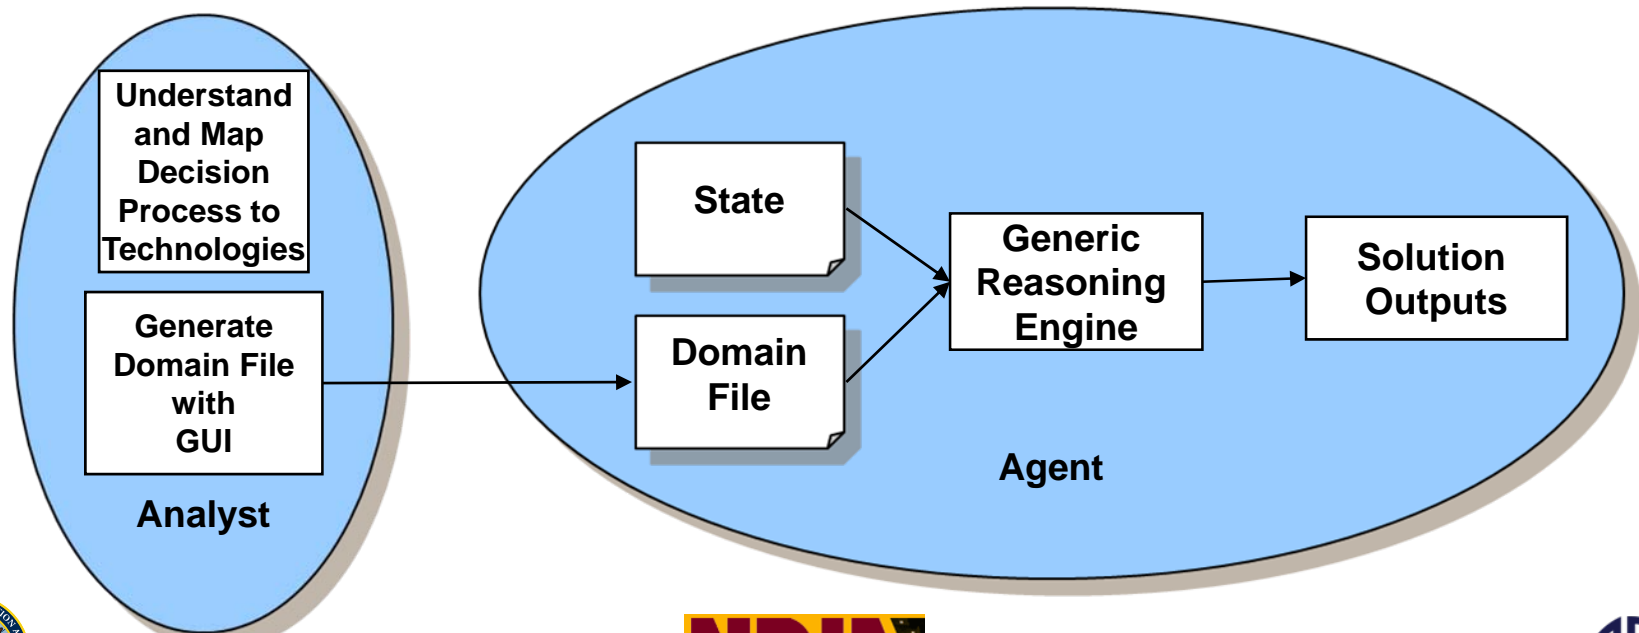 Understand
and Map
Decision
Process to
Technologies
Generate
Domain File
with
GUI
Analyst
State
Domain
File
Generic
Reasoning
Engine
Solution
Outputs
Agent